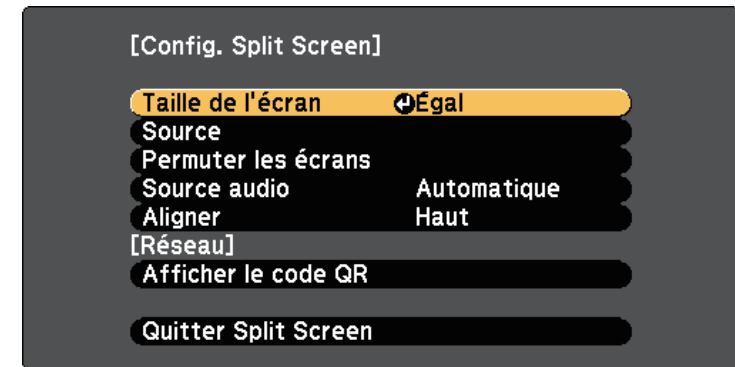 [Config. Split Screen]
Taille de l'écran Égal
Source
Permuter les écrans
Source audio Automatique
Aligner Haut
[Réseau]
Afficher le code QR
Quitter Split Screen